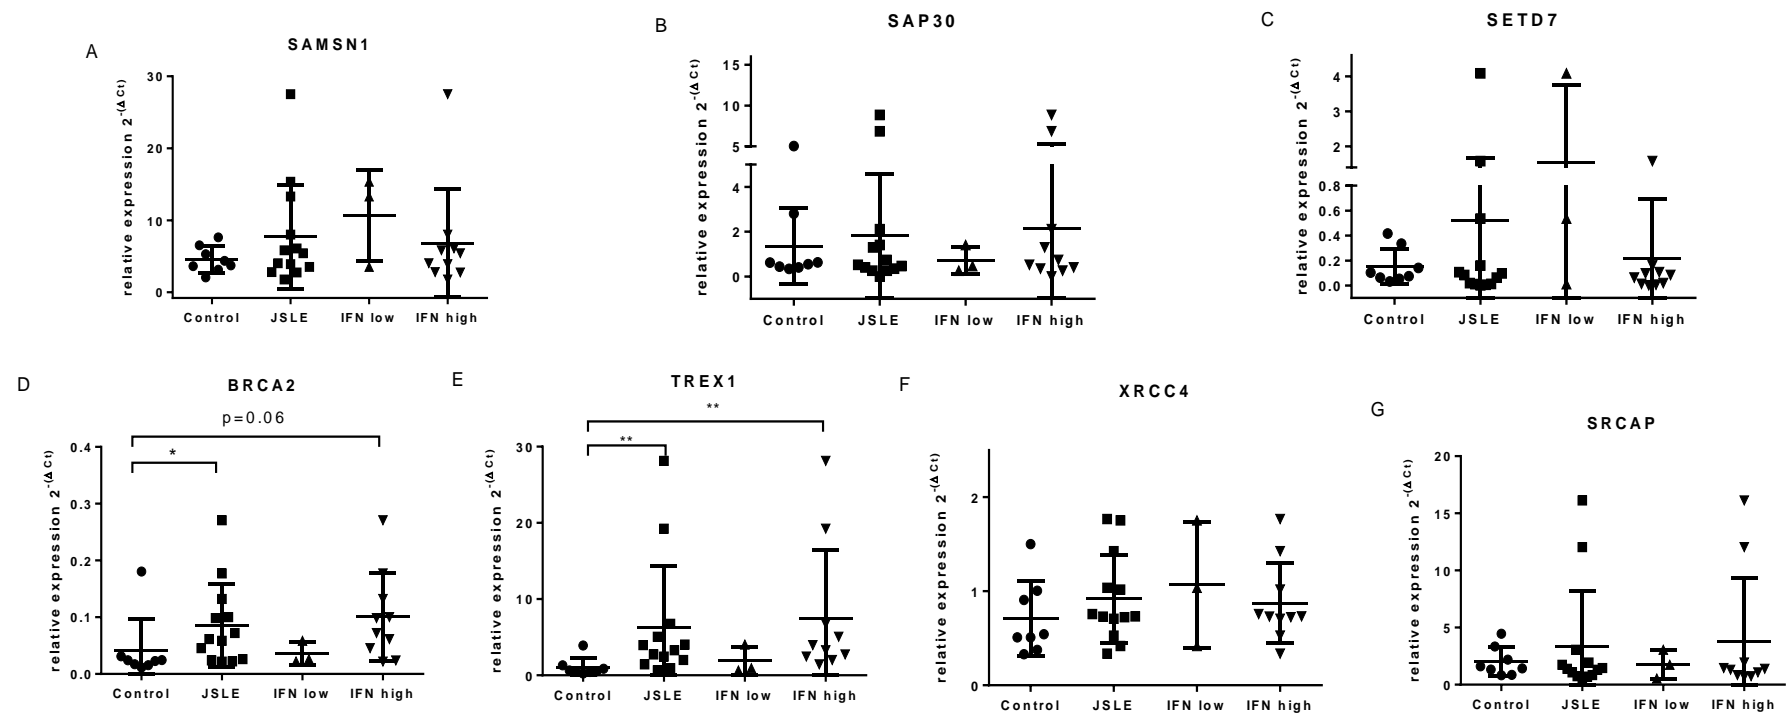 A
SAMSN1
relative expression 2^-(ΔCt)
30
20
10
0
Control JSLE IFN low IFN high
B
SAP30
relative expression 2^-(ΔCt)
15
10
5
4
2
0
Control JSLE IFN low IFN high
C
SETD7
relative expression 2^-(ΔCt)
4
3
2
1
0.8
0.6
0.4
0.2
0.0
Control JSLE IFN low IFN high
D
BRCA2
p=0.06
*
relative expression 2^-(ΔCt)
0.4
0.3
0.2
0.1
0.0
Control JSLE IFN low IFN high
E
TREX1
**
**
relative expression 2^-(ΔCt)
30
20
10
0
Control JSLE IFN low IFN high
F
XRCC4
relative expression 2^-(ΔCt)
2
1
0
Control JSLE IFN low IFN high
G
SRCAP
relative expression 2^-(ΔCt)
20
15
10
5
0
Control JSLE IFN low IFN high